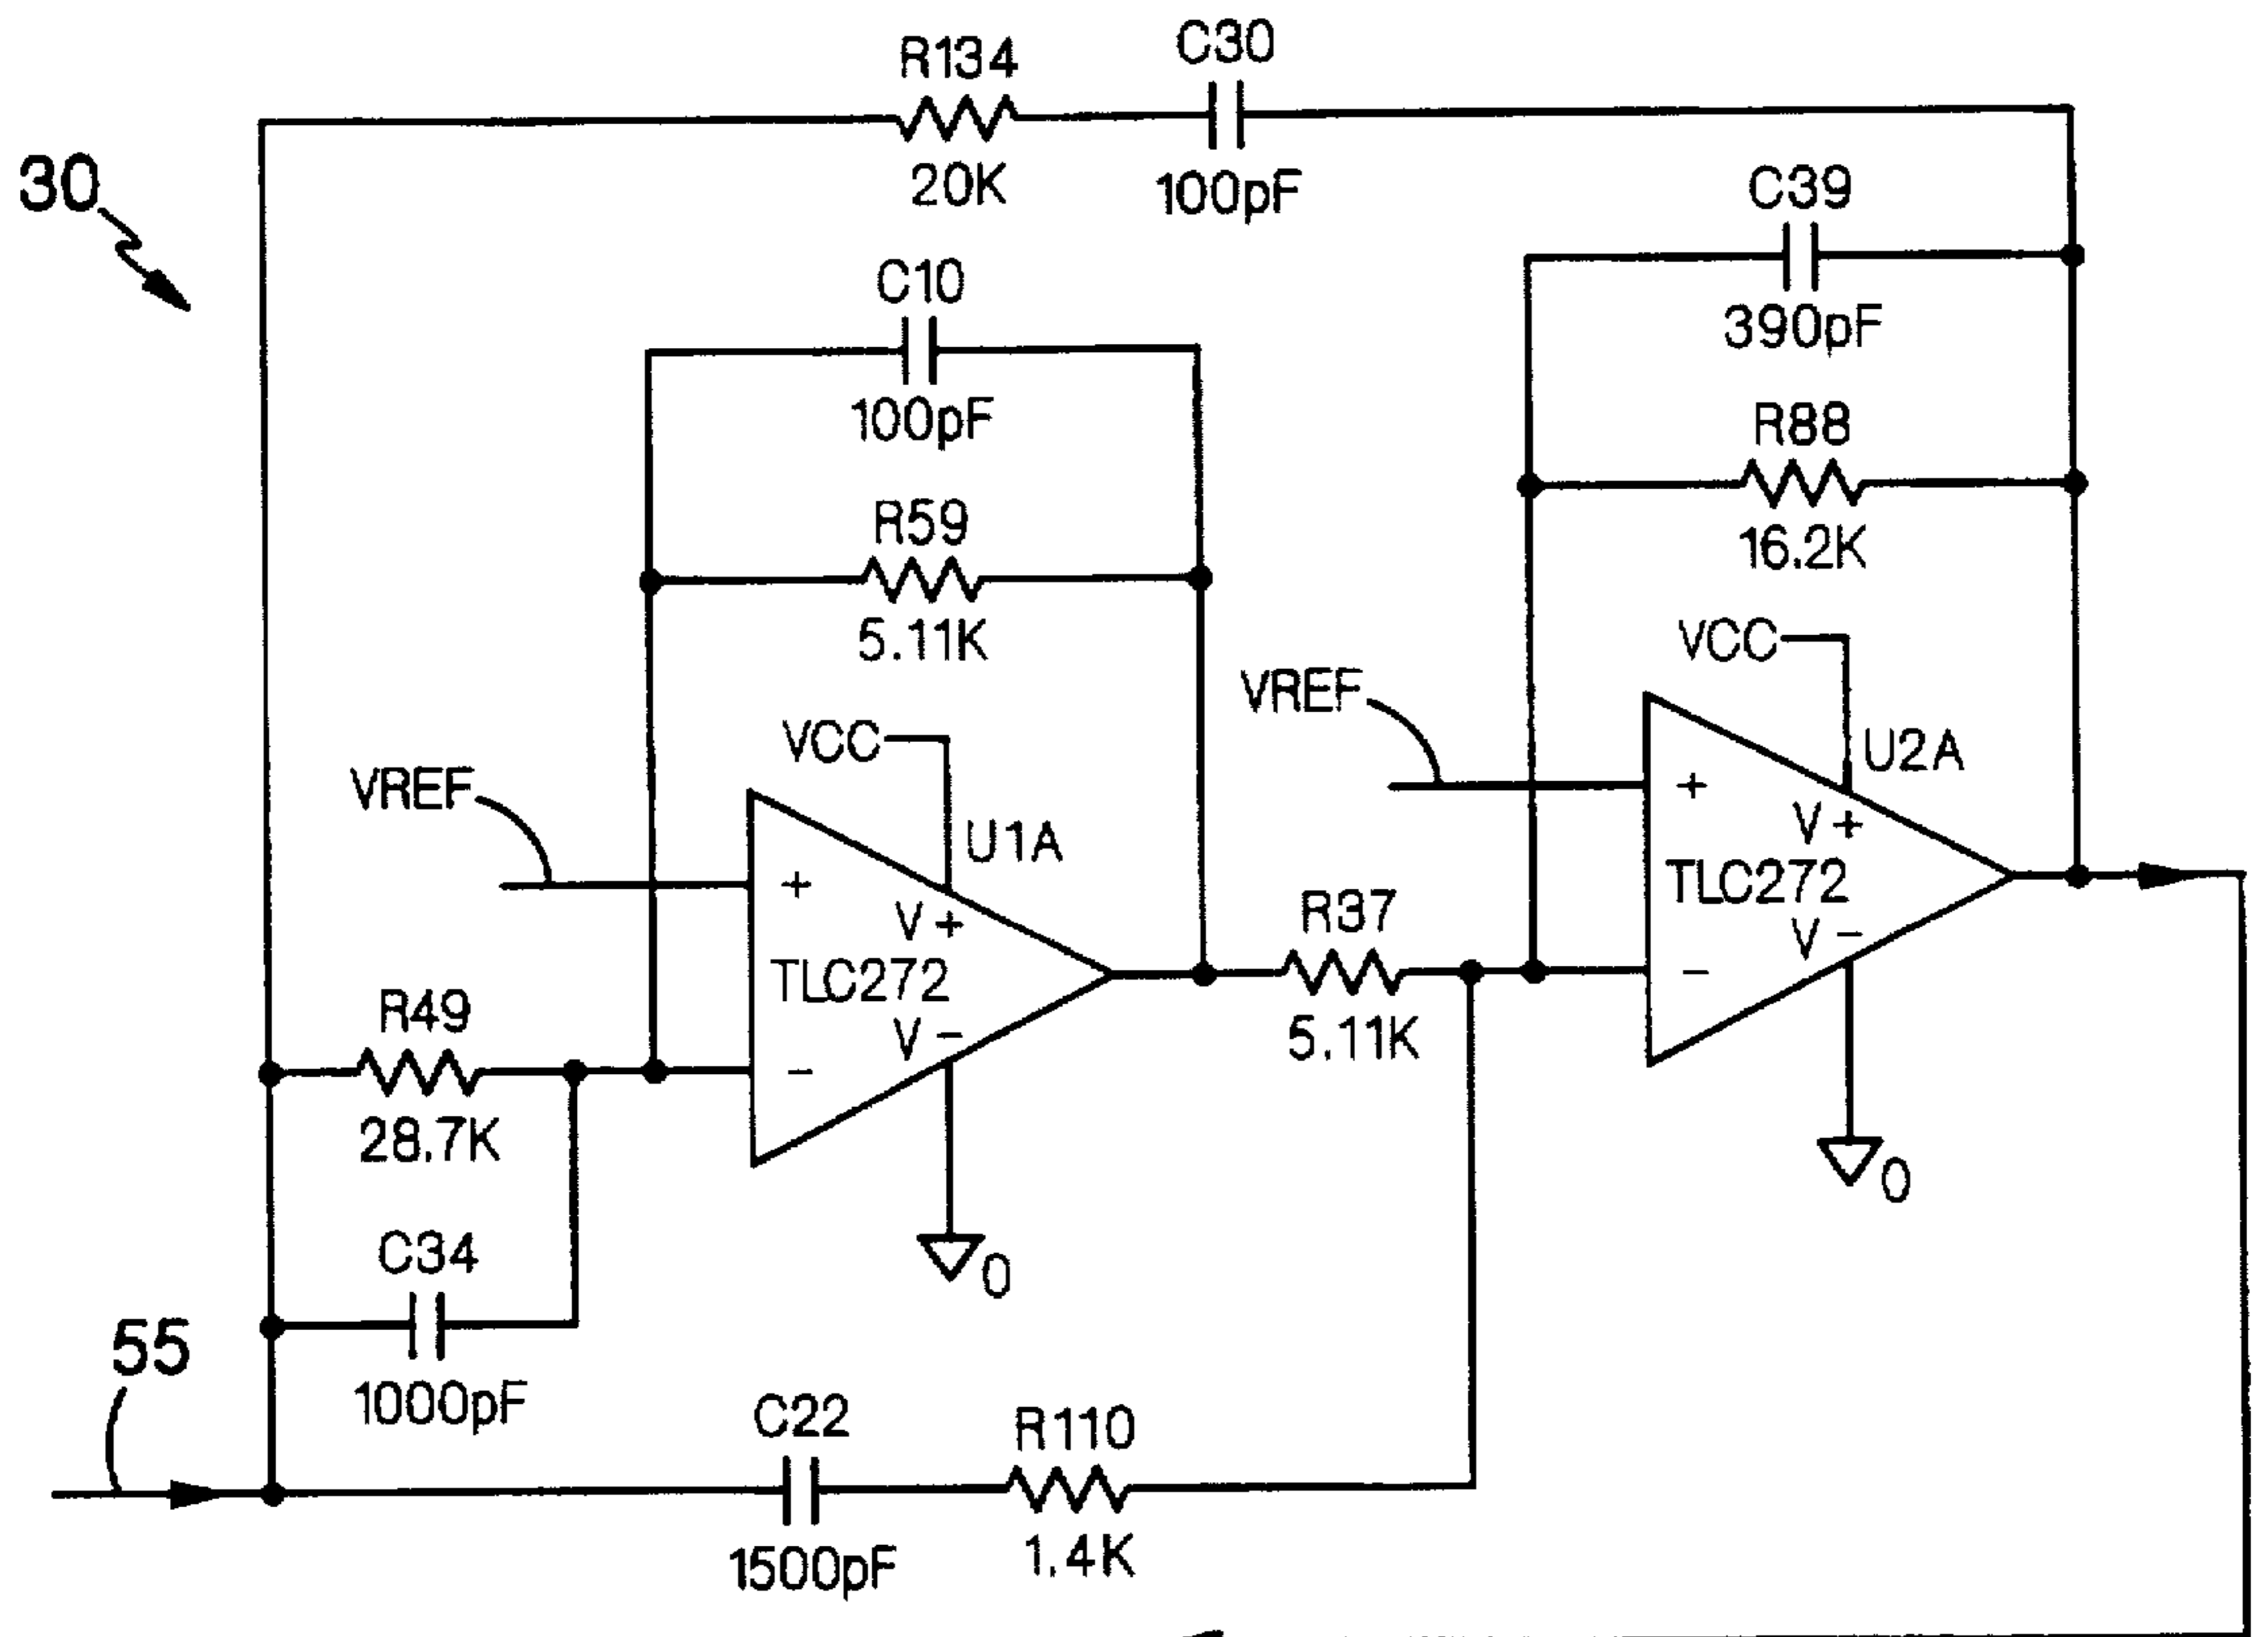 R134
C30
20K
100pF
30
C39
390pF
C10
100pF
R88
16.2K
R59
5.11K
VCC
VREF
U2A
+
V +
TLC272
V -
-
VCC
VREF
U1A
+
V +
TLC272
V -
-
R37
5.11K
R49
28.7K
0
0
C34
1000pF
55
C22
1500pF
R110
1.4K